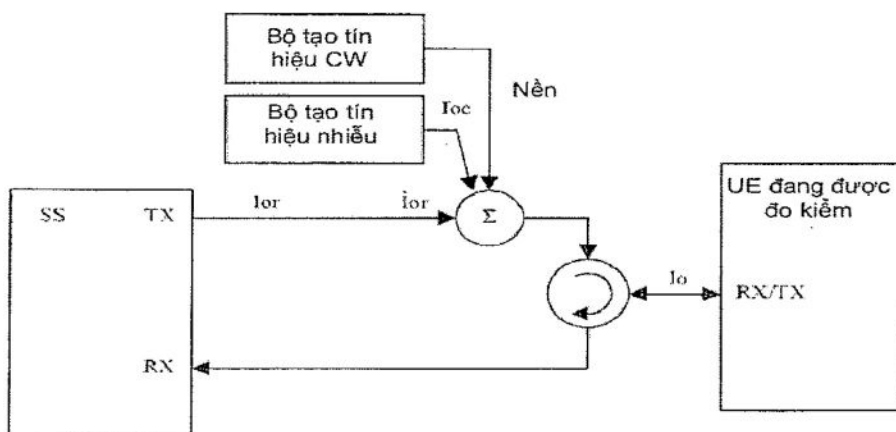 Bộ tạo tín
hiệu CW
Nền
Bộ tạo tín
hiệu nhiễu
Ioc
SS
TX
Ior
Îor
Σ
UE đang được
đo kiểm
Io
RX/TX
RX